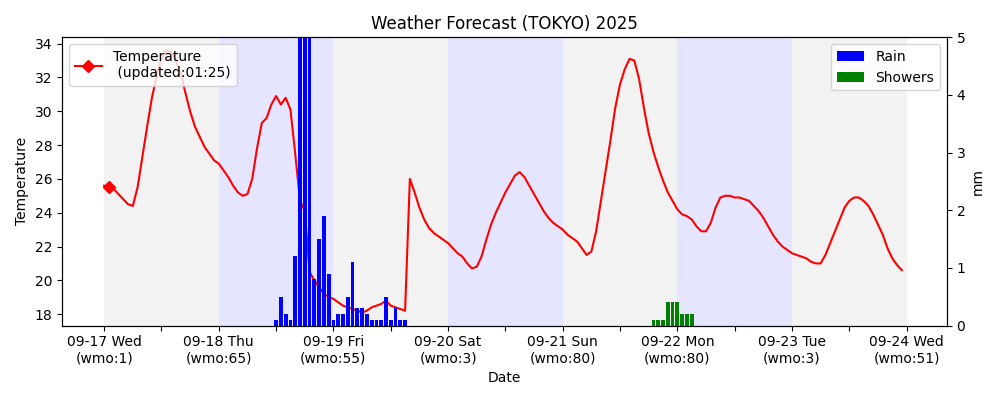 Weather Forecast (TOKYO) 2025
Temperature
(updated:01:25)
Rain
Showers
34
32
30
28
26
24
22
20
18
Temperature
5
4
3
2
1
0
mm
09-17 Wed
(wmo:1)
09-18 Thu
(wmo:65)
09-19 Fri
(wmo:55)
09-20 Sat
(wmo:3)
09-21 Sun
(wmo:80)
09-22 Mon
(wmo:80)
09-23 Tue
(wmo:3)
09-24 Wed
(wmo:51)
Date